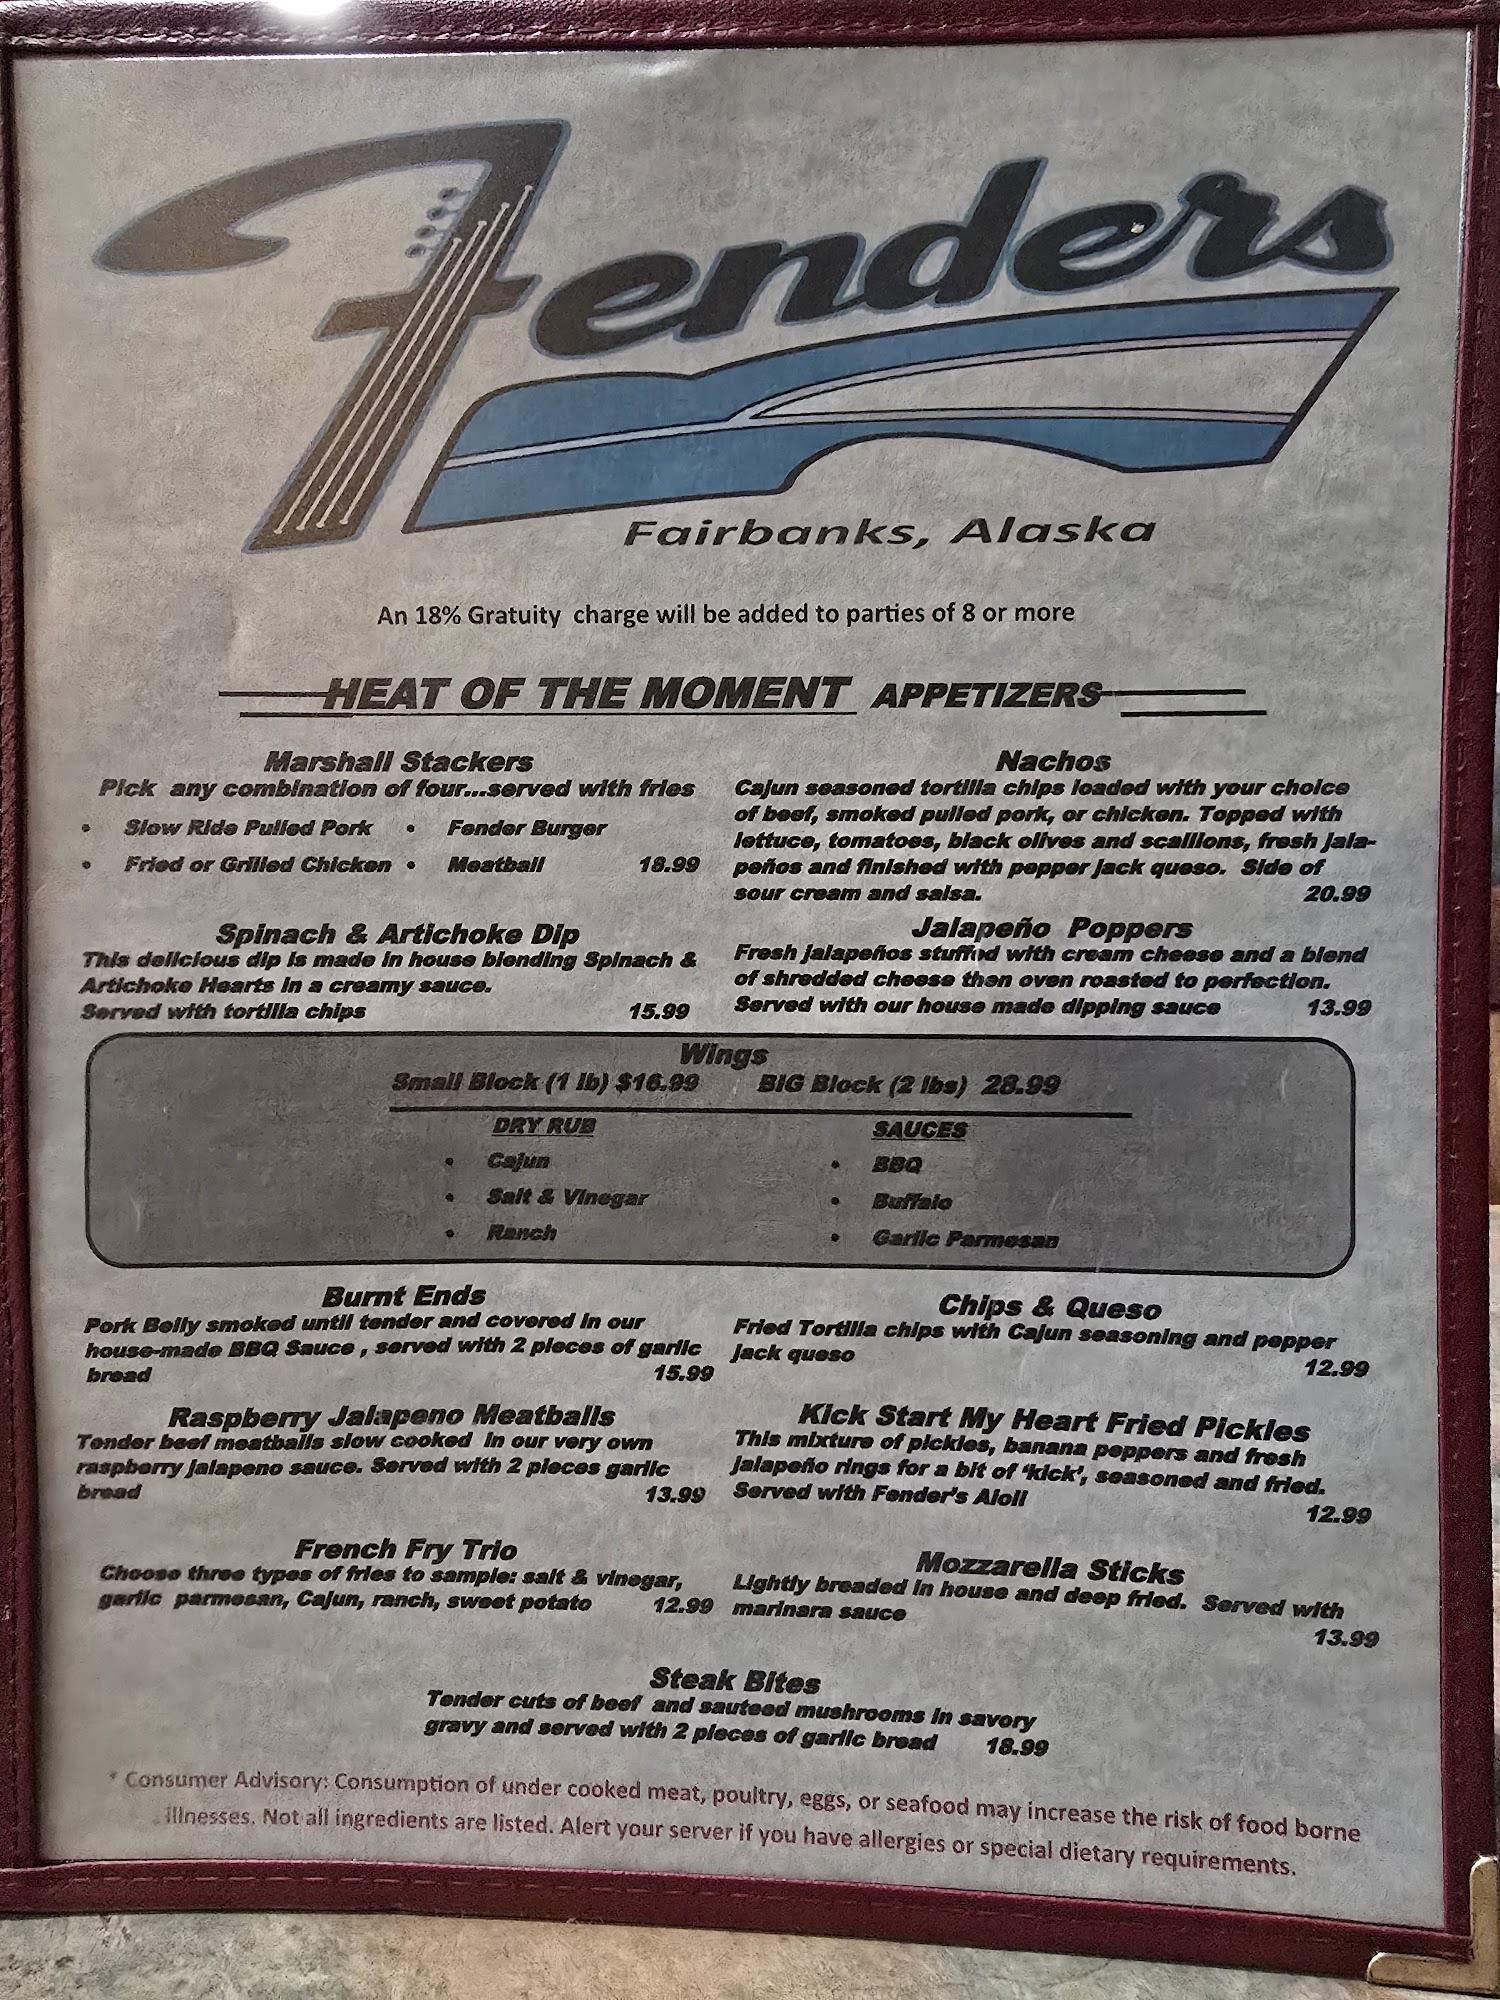 Fenders
Fairbanks, Alaska
An 18% Gratuity charge will be added to parties of 8 or more
HEAT OF THE MOMENT APPETIZERS
Marshall Stackers
Pick any combination of four...served with fries
• Slow Ride Pulled Pork • Fender Burger
• Fried or Grilled Chicken • Meatball 18.99
Nachos
Cajun seasoned tortilla chips loaded with your choice
of beef, smoked pulled pork, or chicken. Topped with
lettuce, tomatoes, black olives and scallions, fresh jala-
peños and finished with pepper jack queso. Side of
sour cream and salsa. 20.99
Spinach & Artichoke Dip
This delicious dip is made in house blending Spinach &
Artichoke Hearts in a creamy sauce.
Served with tortilla chips 15.99
Jalapeño Poppers
Fresh jalapeños stuffed with cream cheese and a blend
of shredded cheese then oven roasted to perfection.
Served with our house made dipping sauce 13.99
Wings
Small Block (1 lb) $16.99 BIG Block (2 lbs) 28.99
DRY RUB
• Cajun
• Salt & Vinegar
• Ranch
SAUCES
• BBQ
• Buffalo
• Garlic Parmesan
Burnt Ends
Pork Belly smoked until tender and covered in our
house-made BBQ Sauce , served with 2 pieces of garlic
bread 15.99
Chips & Queso
Fried Tortilla chips with Cajun seasoning and pepper
jack queso 12.99
Raspberry Jalapeno Meatballs
Tender beef meatballs slow cooked in our very own
raspberry jalapeno sauce. Served with 2 pieces garlic
bread 13.99
Kick Start My Heart Fried Pickles
This mixture of pickles, banana peppers and fresh
jalapeño rings for a bit of ‘kick’, seasoned and fried.
Served with Fender’s Aioli
12.99
French Fry Trio
Choose three types of fries to sample: salt & vinegar,
garlic parmesan, Cajun, ranch, sweet potato 12.99
Mozzarella Sticks
Lightly breaded in house and deep fried. Served with
marinara sauce
13.99
Steak Bites
Tender cuts of beef and sauteed mushrooms in savory
gravy and served with 2 pieces of garlic bread 18.99
* Consumer Advisory: Consumption of under cooked meat, poultry, eggs, or seafood may increase the risk of food borne
illnesses. Not all ingredients are listed. Alert your server if you have allergies or special dietary requirements.